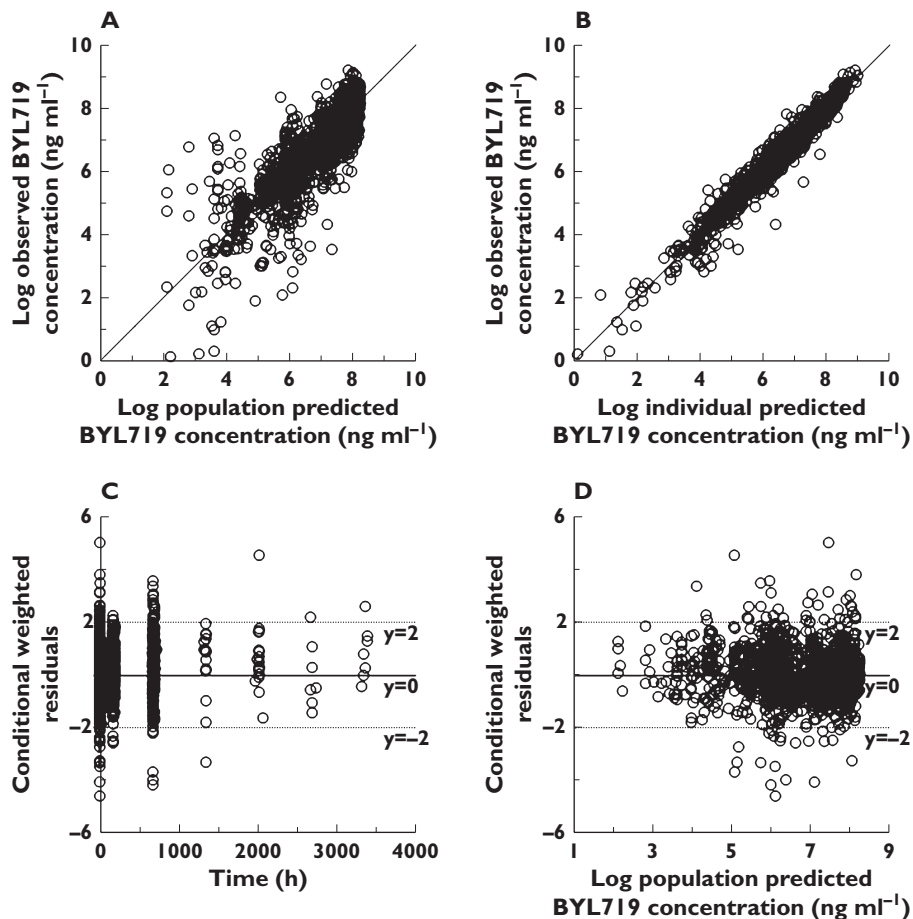 A
Log observed BYL719
concentration (ng ml⁻¹)
10
8
6
4
2
0
0 2 4 6 8 10
Log population predicted
BYL719 concentration (ng ml⁻¹)
B
Log observed BYL719
concentration (ng ml⁻¹)
10
8
6
4
2
0
0 2 4 6 8 10
Log individual predicted
BYL719 concentration (ng ml⁻¹)
C
Conditional weighted
residuals
6
2
–2
–6
y=2
y=0
y=–2
0 1000 2000 3000 4000
Time (h)
D
Conditional weighted
residuals
6
2
–2
–6
y=2
y=0
y=–2
1 3 5 7 9
Log population predicted
BYL719 concentration (ng ml⁻¹)